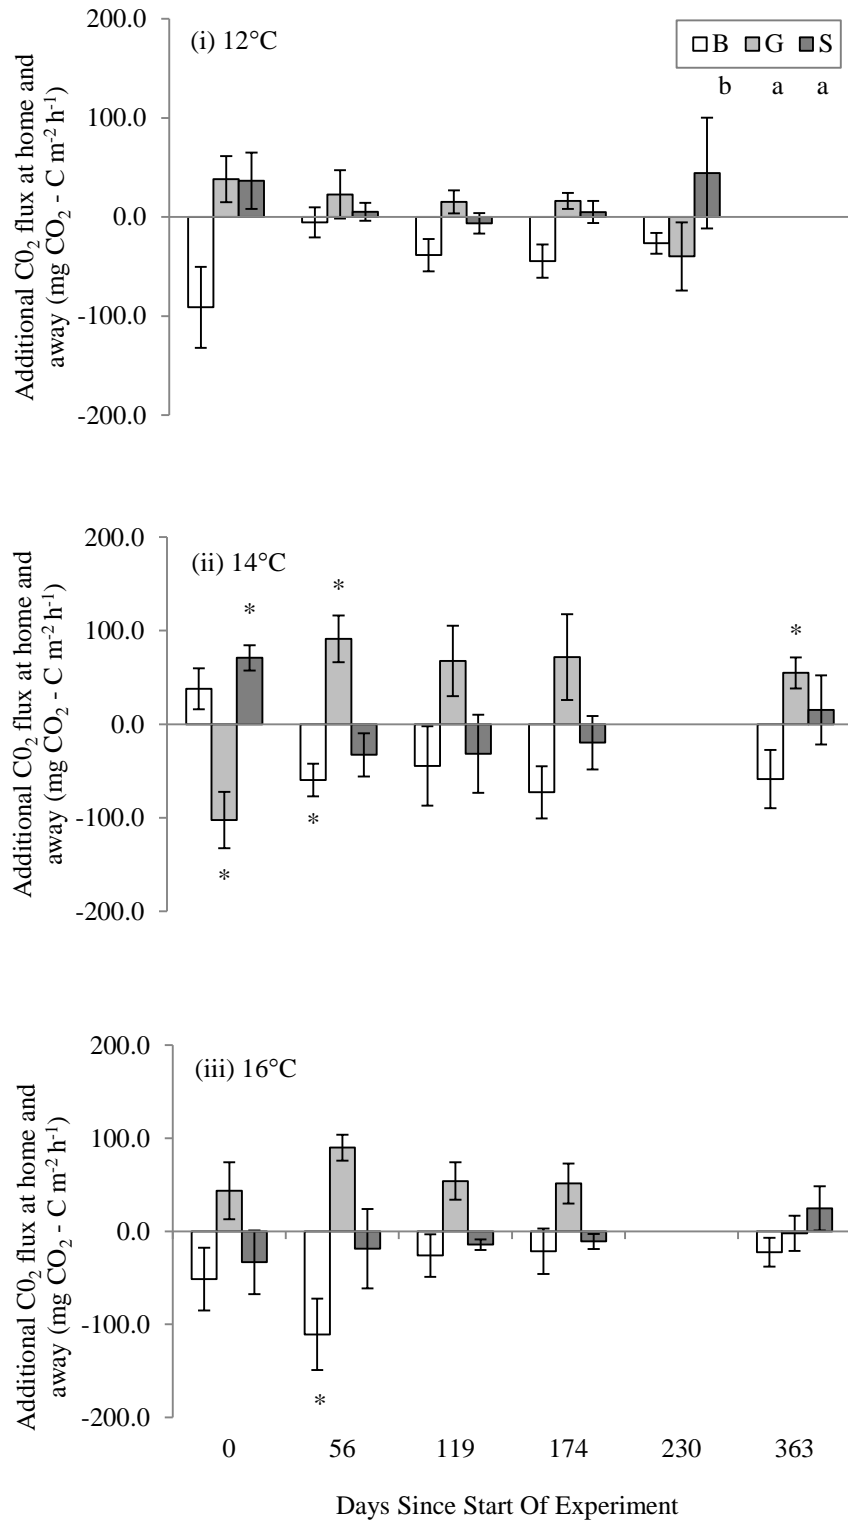 200.0
(i) 12°C
B G S
b a a
100.0
0.0
-100.0
-200.0
Additional C0₂ flux at home and
away (mg CO₂ - C m⁻² h⁻¹)
200.0
(ii) 14°C
*
*
*
100.0
0.0
*
-100.0
*
-200.0
Additional C0₂ flux at home and
away (mg CO₂ - C m⁻² h⁻¹)
200.0
(iii) 16°C
100.0
0.0
-100.0
*
-200.0
Additional C0₂ flux at home and
away (mg CO₂ - C m⁻² h⁻¹)
0 56 119 174 230 363
Days Since Start Of Experiment